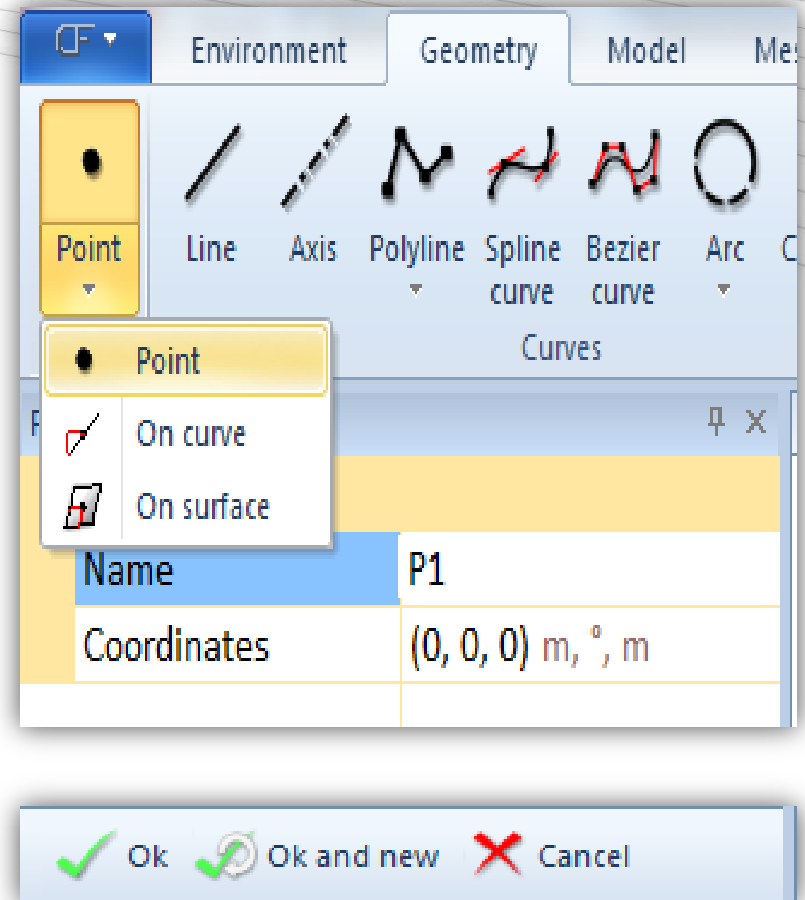 CF
Environment Geometry Model
Point Line Axis Polyline Spline curve Bezier curve Arc
Curves
Point
On curve
On surface
Name P1
Coordinates (0, 0, 0) m, °, m
Ok Ok and new Cancel